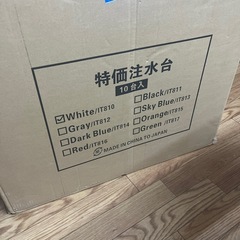 特価注水台
10台入
☑White/IT810 □Black/IT811
□Gray/IT812 □Sky Blue/IT813
□Dark Blue/IT814 □Orange/IT815
□Red/IT816 □Green/IT817
MADE IN CHINA TO JAPAN